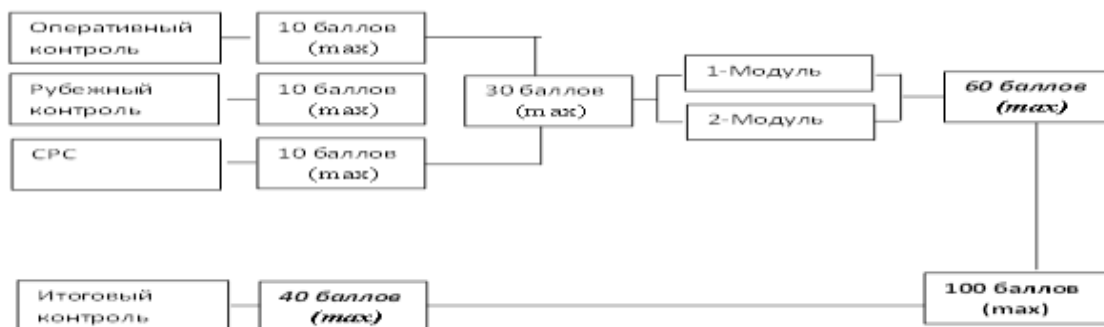 Оперативный
контроль
10 баллов
(max)
Рубежный
контроль
10 баллов
(max)
СРС
10 баллов
(max)
30 баллов
(max)
1-Модуль
2-Модуль
60 баллов
(max)
Итоговый
контроль
40 баллов
(max)
100 баллов
(max)